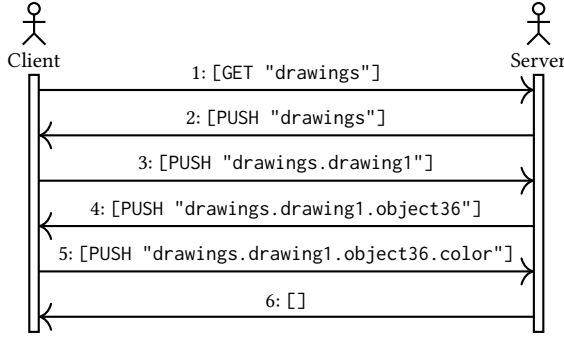 Client
Server
1: [GET "drawings"]
2: [PUSH "drawings"]
3: [PUSH "drawings.drawing1"]
4: [PUSH "drawings.drawing1.object36"]
5: [PUSH "drawings.drawing1.object36.color"]
6: []